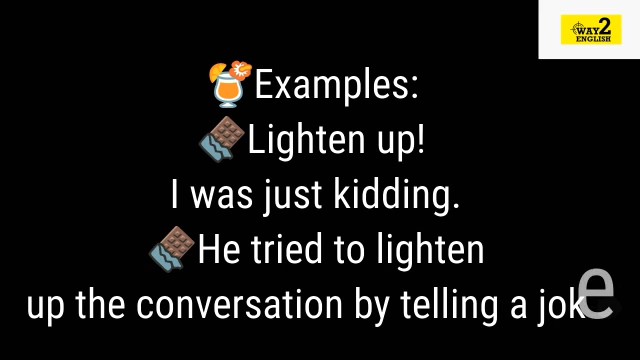 WAY2
ENGLISH
Examples:
Lighten up!
I was just kidding.
He tried to lighten
up the conversation by telling a joke